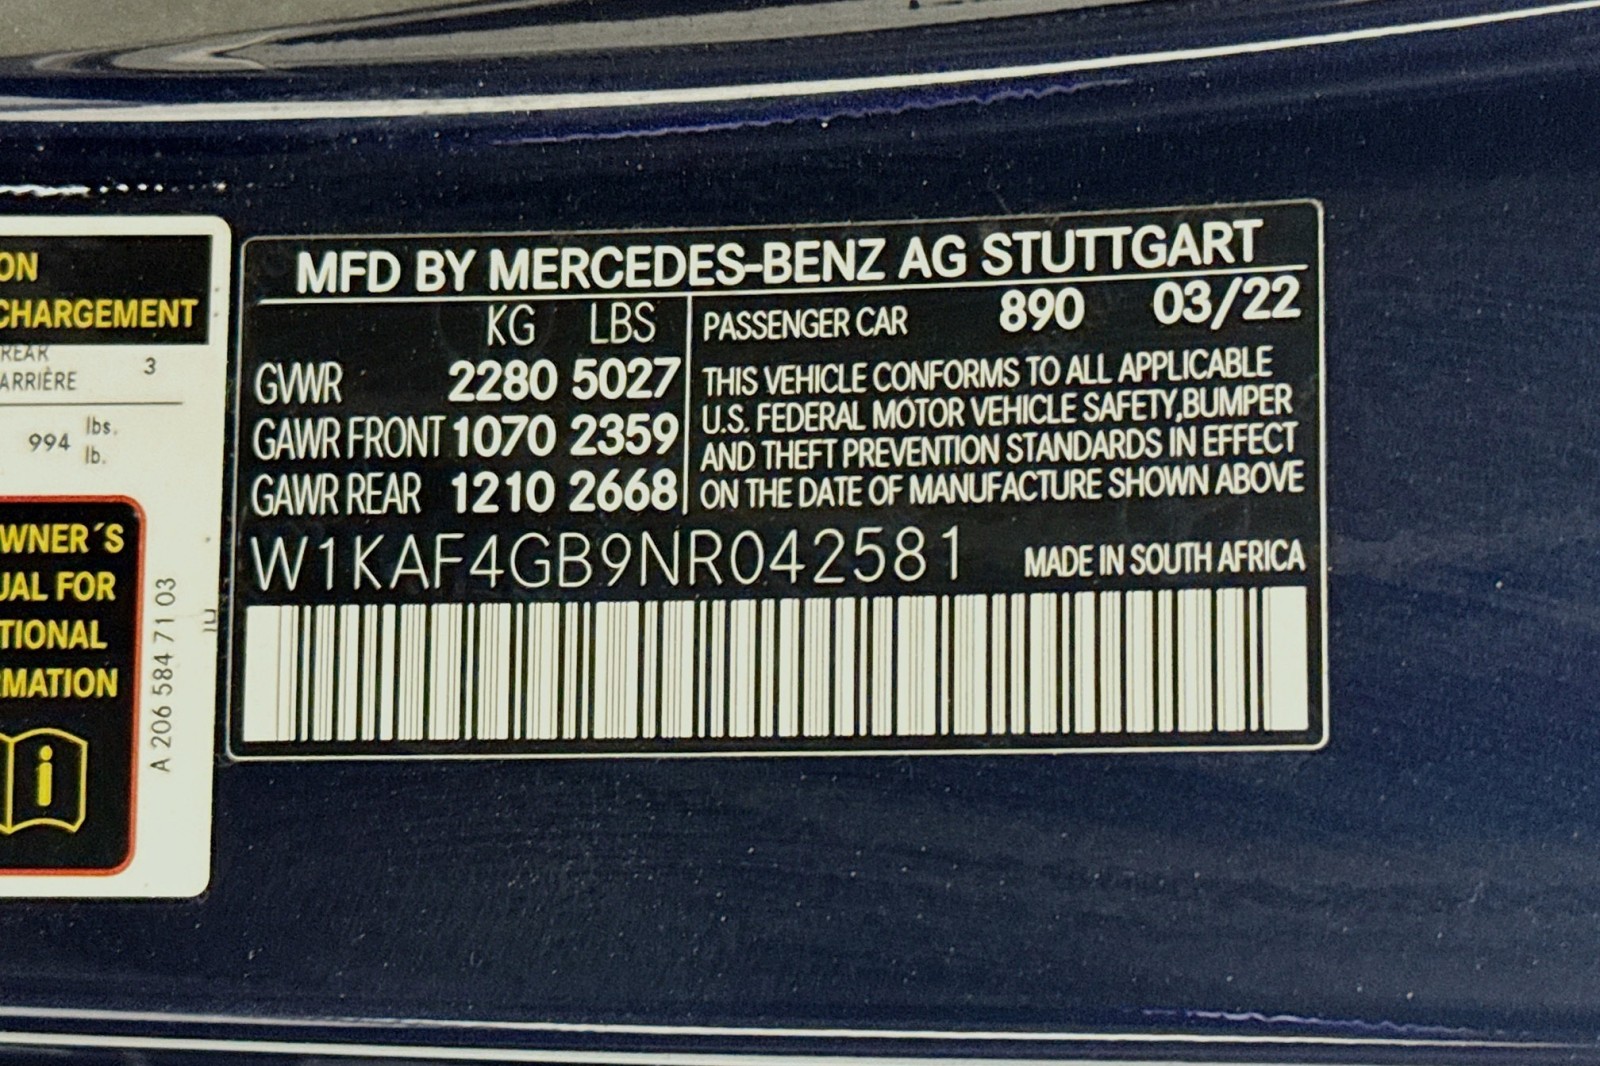 ON
CHARGEMENT
REAR
ARRIÈRE 3
994 lbs.
lb.
WNER´S
UAL FOR
TIONAL
RMATION
A 206 584 71 03
MFD BY MERCEDES-BENZ AG STUTTGART
KG LBS
GVWR 2280 5027
GAWR FRONT 1070 2359
GAWR REAR 1210 2668
PASSENGER CAR 890 03/22
THIS VEHICLE CONFORMS TO ALL APPLICABLE
U.S. FEDERAL MOTOR VEHICLE SAFETY,BUMPER
AND THEFT PREVENTION STANDARDS IN EFFECT
ON THE DATE OF MANUFACTURE SHOWN ABOVE
W1KAF4GB9NR042581 MADE IN SOUTH AFRICA